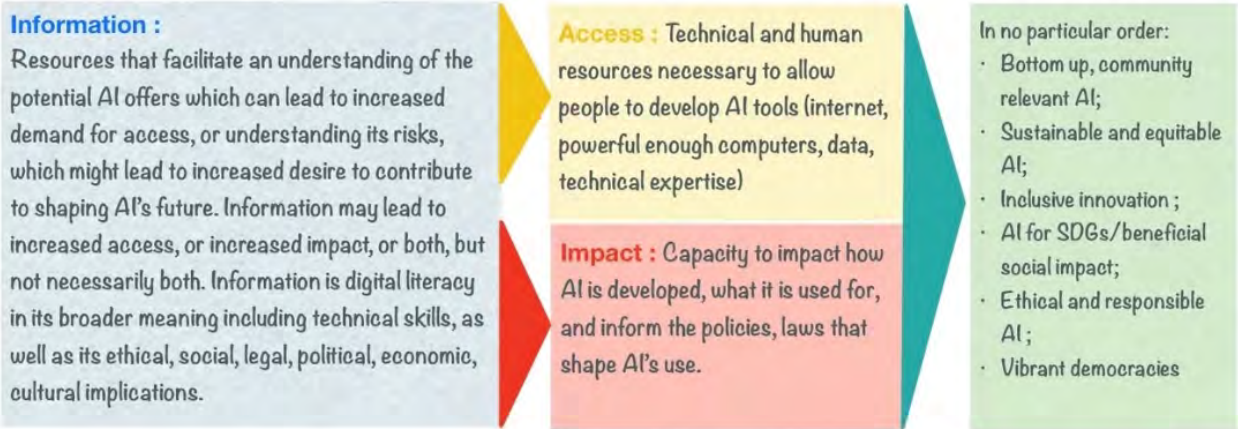 Information :
Resources that facilitate an understanding of the
potential AI offers which can lead to increased
demand for access, or understanding its risks,
which might lead to increased desire to contribute
to shaping AI's future. Information may lead to
increased access, or increased impact, or both, but
not necessarily both. Information is digital literacy
in its broader meaning including technical skills, as
well as its ethical, social, legal, political, economic,
cultural implications.
Access : Technical and human
resources necessary to allow
people to develop AI tools (internet,
powerful enough computers, data,
technical expertise)
Impact : Capacity to impact how
AI is developed, what it is used for,
and inform the policies, laws that
shape AI's use.
In no particular order:
· Bottom up, community
relevant AI;
· Sustainable and equitable
AI;
· Inclusive innovation ;
· AI for SDGs/beneficial
social impact;
· Ethical and responsible
AI ;
· Vibrant democracies